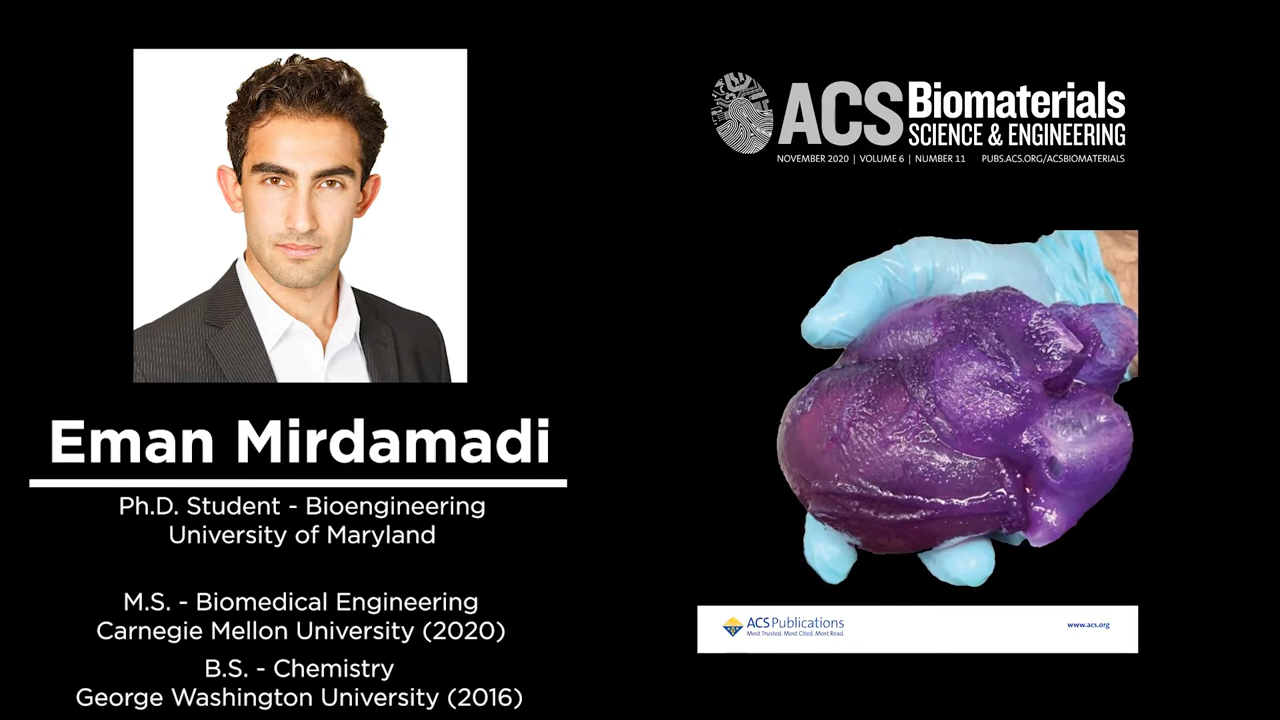 Eman Mirdamadi
Ph.D. Student - Bioengineering
University of Maryland
M.S. - Biomedical Engineering
Carnegie Mellon University (2020)
B.S. - Chemistry
George Washington University (2016)
ACS Biomaterials
SCIENCE & ENGINEERING
NOVEMBER 2020 | VOLUME 6 | NUMBER 11 PUBS.ACS.ORG/ACSBIOMATERIALS
ACS Publications
Most Trusted. Most Cited. Most Read.
www.acs.org